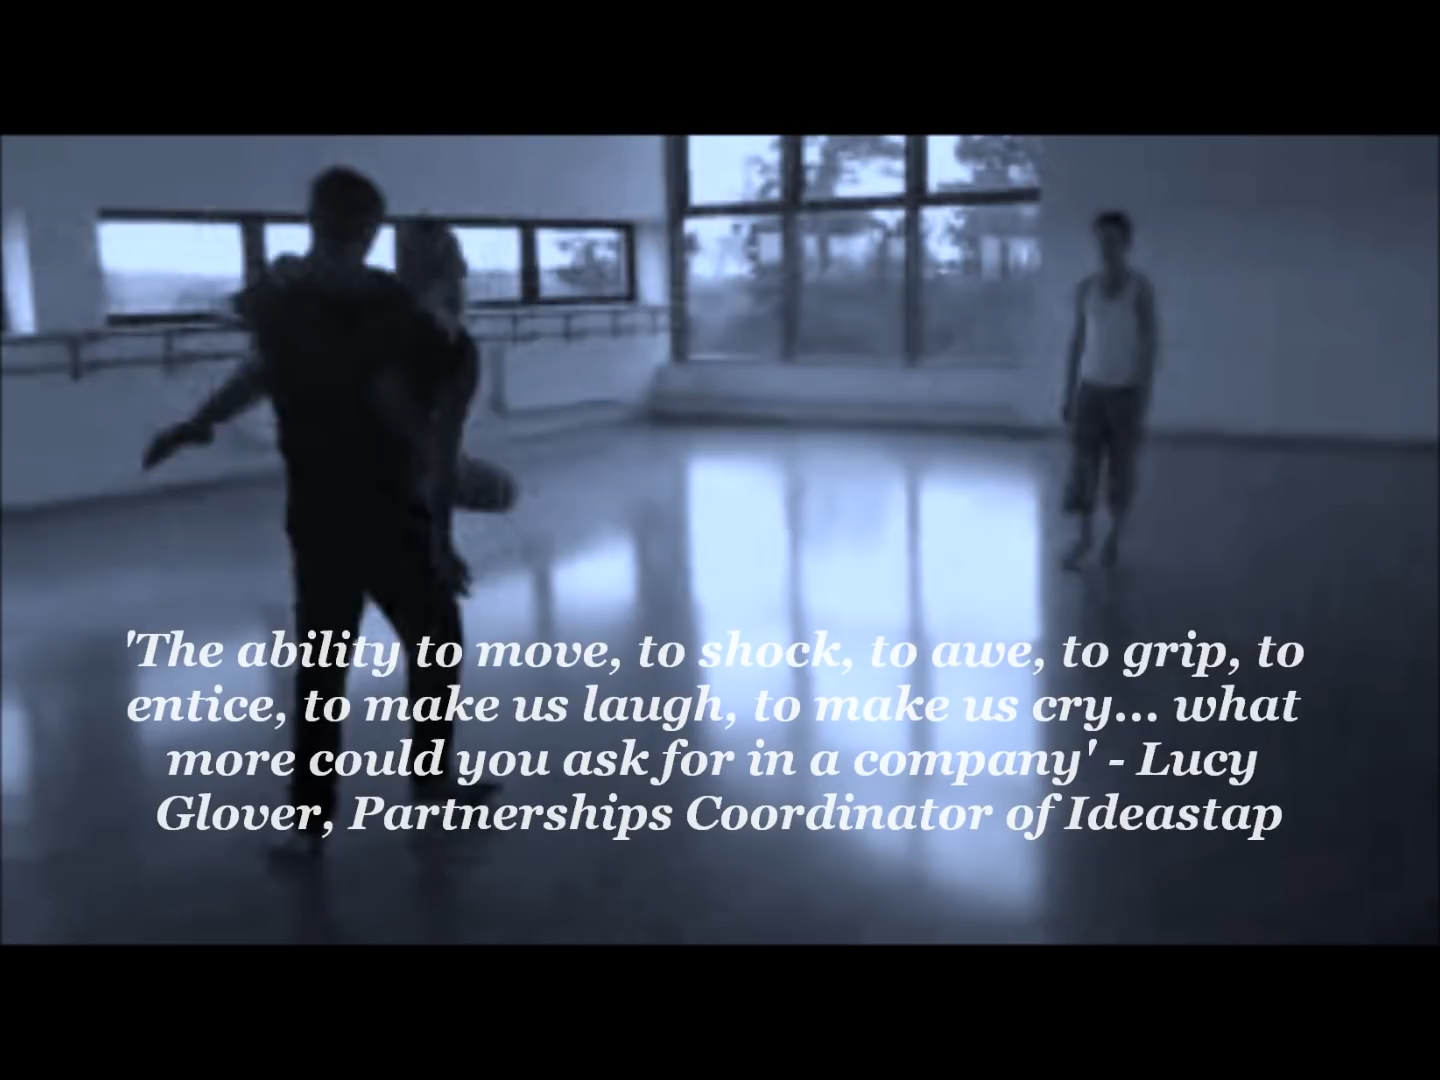 'The ability to move, to shock, to awe, to grip, to
entice, to make us laugh, to make us cry... what
more could you ask for in a company' - Lucy
Glover, Partnerships Coordinator of Ideastap